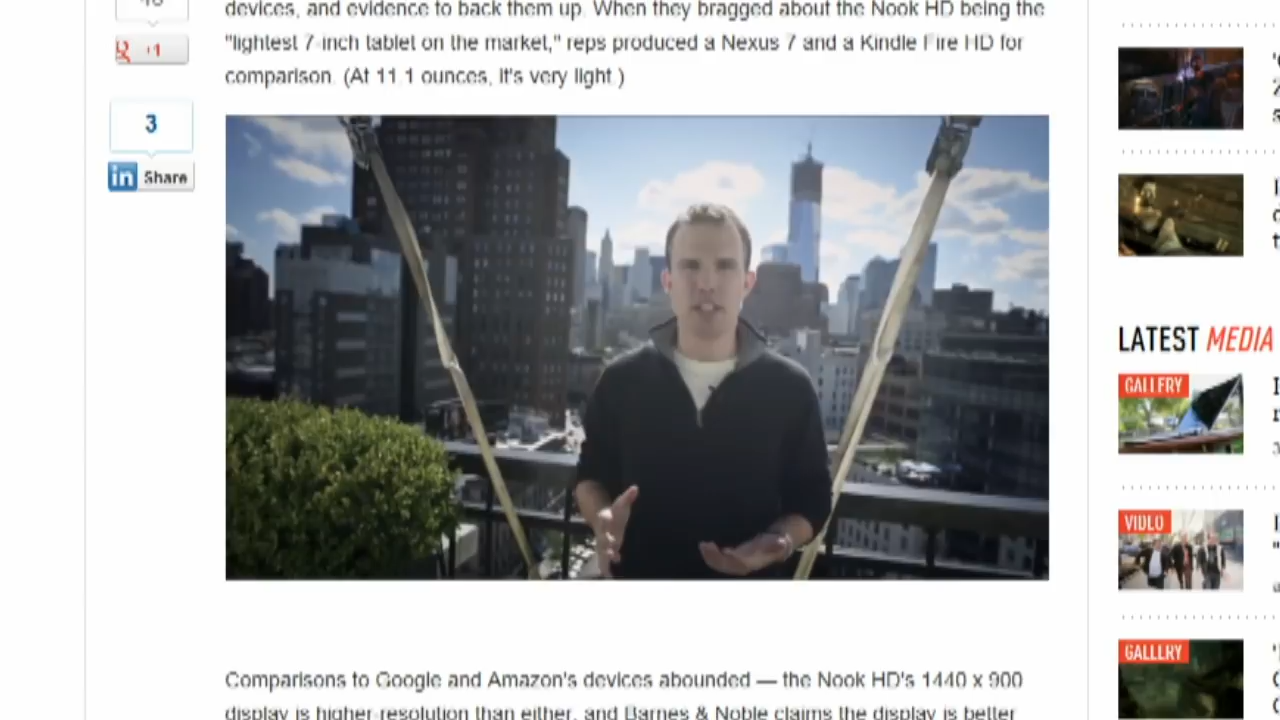 devices, and evidence to back them up. When they bragged about the Nook HD being the
"lightest 7-inch tablet on the market," reps produced a Nexus 7 and a Kindle Fire HD for
comparison. (At 11.1 ounces, it's very light.)
+1
3
in Share
LATEST MEDIA
GALLERY
VIDEO
GALLERY
Comparisons to Google and Amazon's devices abounded — the Nook HD's 1440 x 900
display is higher-resolution than either, and Barnes & Noble claims the display is better